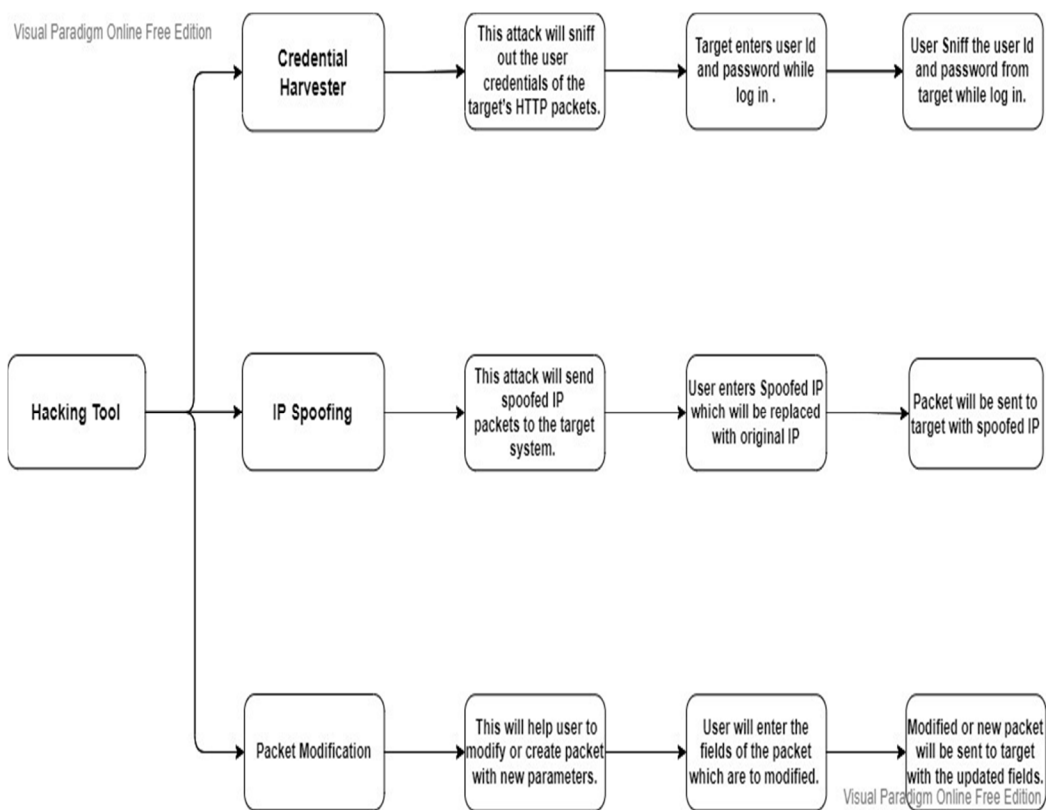 Visual Paradigm Online Free Edition
Credential
Harvester
This attack will sniff
out the user
credentials of the
target's HTTP packets.
Target enters user Id
and password while
log in .
User Sniff the user Id
and password from
target while log in.
Hacking Tool
IP Spoofing
This attack will send
spoofed IP
packets to the target
system.
User enters Spoofed IP
which will be replaced
with original IP
Packet will be sent to
target with spoofed IP
Packet Modification
This will help user to
modify or create packet
with new parameters.
User will enter the
fields of the packet
which are to modified.
Modified or new packet
will be sent to target
with the updated fields.
Visual Paradigm Online Free Edition